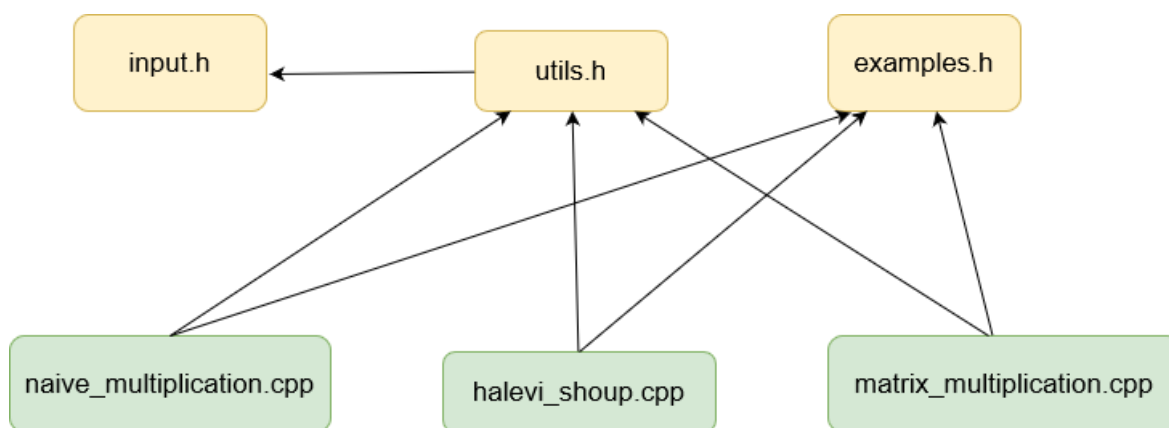 input.h
utils.h
examples.h
naive_multiplication.cpp
halevi_shoup.cpp
matrix_multiplication.cpp